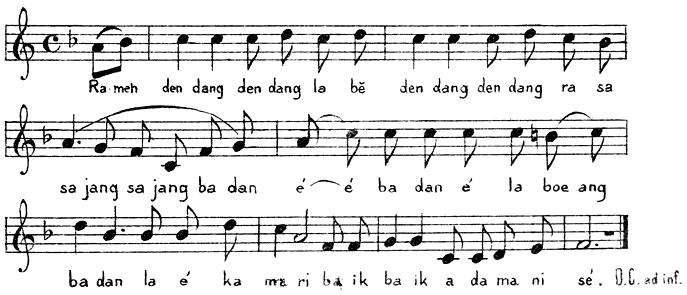 Ra-meh den dang den dang la bĕ den dang den dang ra sa
sa jang sa jang ba dan é é ba dan é la boe ang
ba dan la é ka ma ri ba ik ba ik a da ma ni sé. D.C. ad inf.